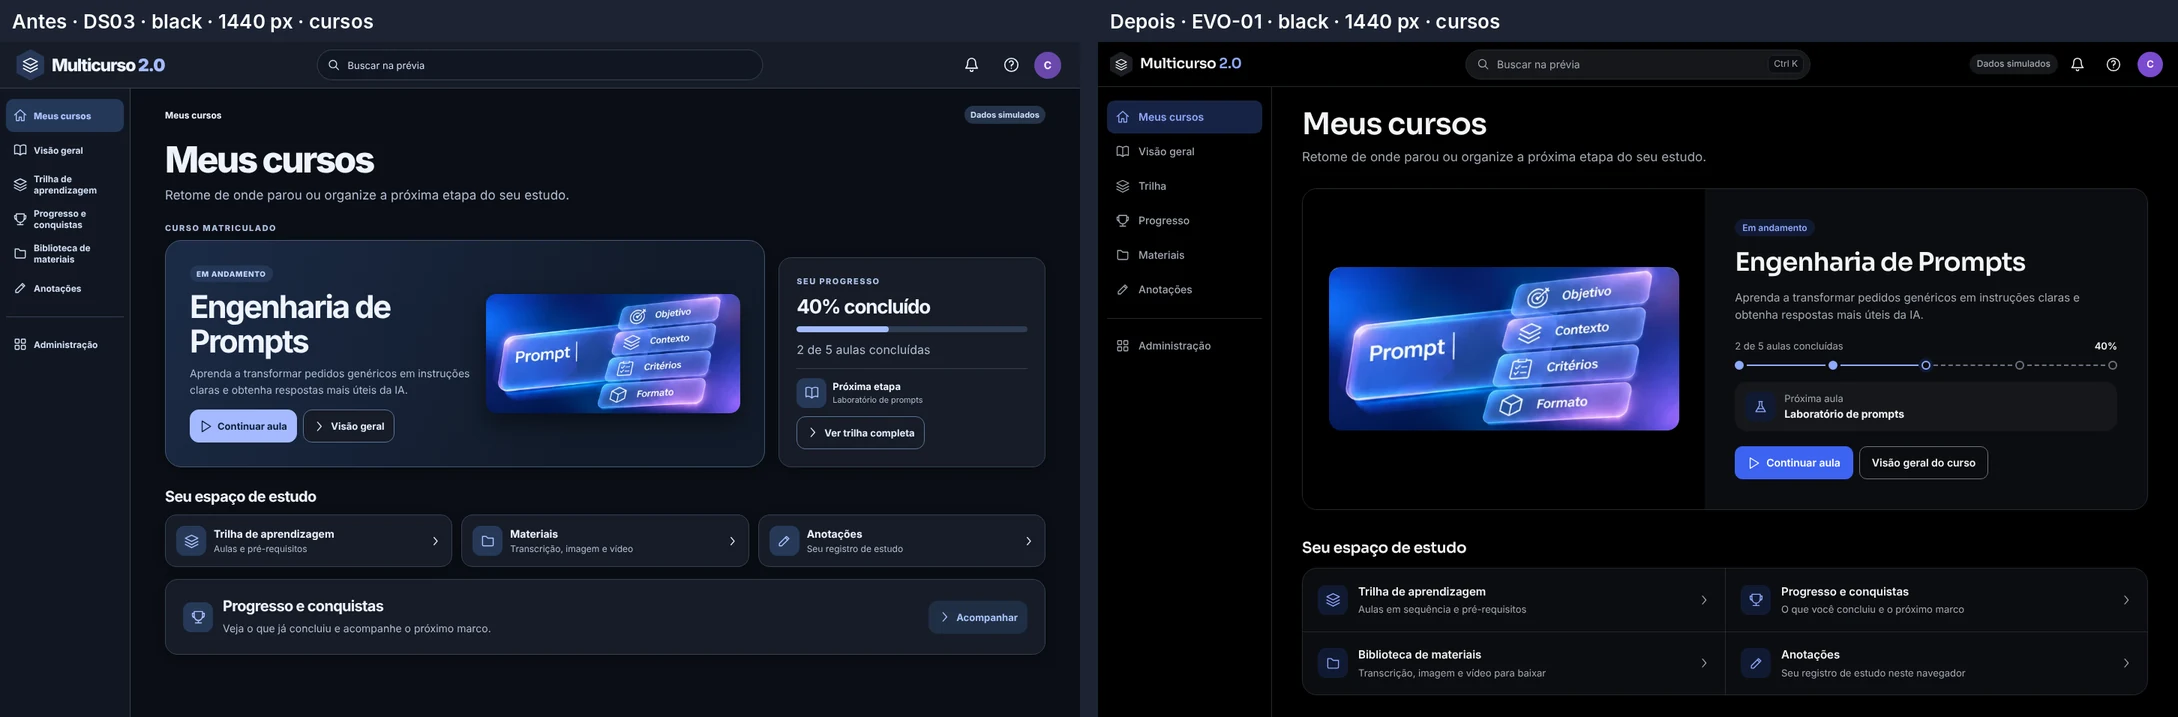 Antes · DS03 · black · 1440 px · cursos
Multicurso 2.0
Buscar na prévia
C
Meus cursos
Visão geral
Trilha de
aprendizagem
Progresso e
conquistas
Biblioteca de
materiais
Anotações
Administração
Meus cursos
Dados simulados
Meus cursos
Retome de onde parou ou organize a próxima etapa do seu estudo.
CURSO MATRICULADO
EM ANDAMENTO
Engenharia de
Prompts
Aprenda a transformar pedidos genéricos em instruções
claras e obtenha respostas mais úteis da IA.
Continuar aula
Visão geral
Prompt |
Objetivo
Contexto
Critérios
Formato
SEU PROGRESSO
40% concluído
2 de 5 aulas concluídas
Próxima etapa
Laboratório de prompts
Ver trilha completa
Seu espaço de estudo
Trilha de aprendizagem
Aulas e pré-requisitos
Materiais
Transcrição, imagem e vídeo
Anotações
Seu registro de estudo
Progresso e conquistas
Veja o que já concluiu e acompanhe o próximo marco.
Acompanhar
Depois · EVO-01 · black · 1440 px · cursos
Multicurso 2.0
Buscar na prévia
Ctrl K
Dados simulados
C
Meus cursos
Visão geral
Trilha
Progresso
Materiais
Anotações
Administração
Meus cursos
Retome de onde parou ou organize a próxima etapa do seu estudo.
Prompt |
Objetivo
Contexto
Critérios
Formato
Em andamento
Engenharia de Prompts
Aprenda a transformar pedidos genéricos em instruções claras e
obtenha respostas mais úteis da IA.
2 de 5 aulas concluídas
40%
Próxima aula
Laboratório de prompts
Continuar aula
Visão geral do curso
Seu espaço de estudo
Trilha de aprendizagem
Aulas em sequência e pré-requisitos
Progresso e conquistas
O que você concluiu e o próximo marco
Biblioteca de materiais
Transcrição, imagem e vídeo para baixar
Anotações
Seu registro de estudo neste navegador